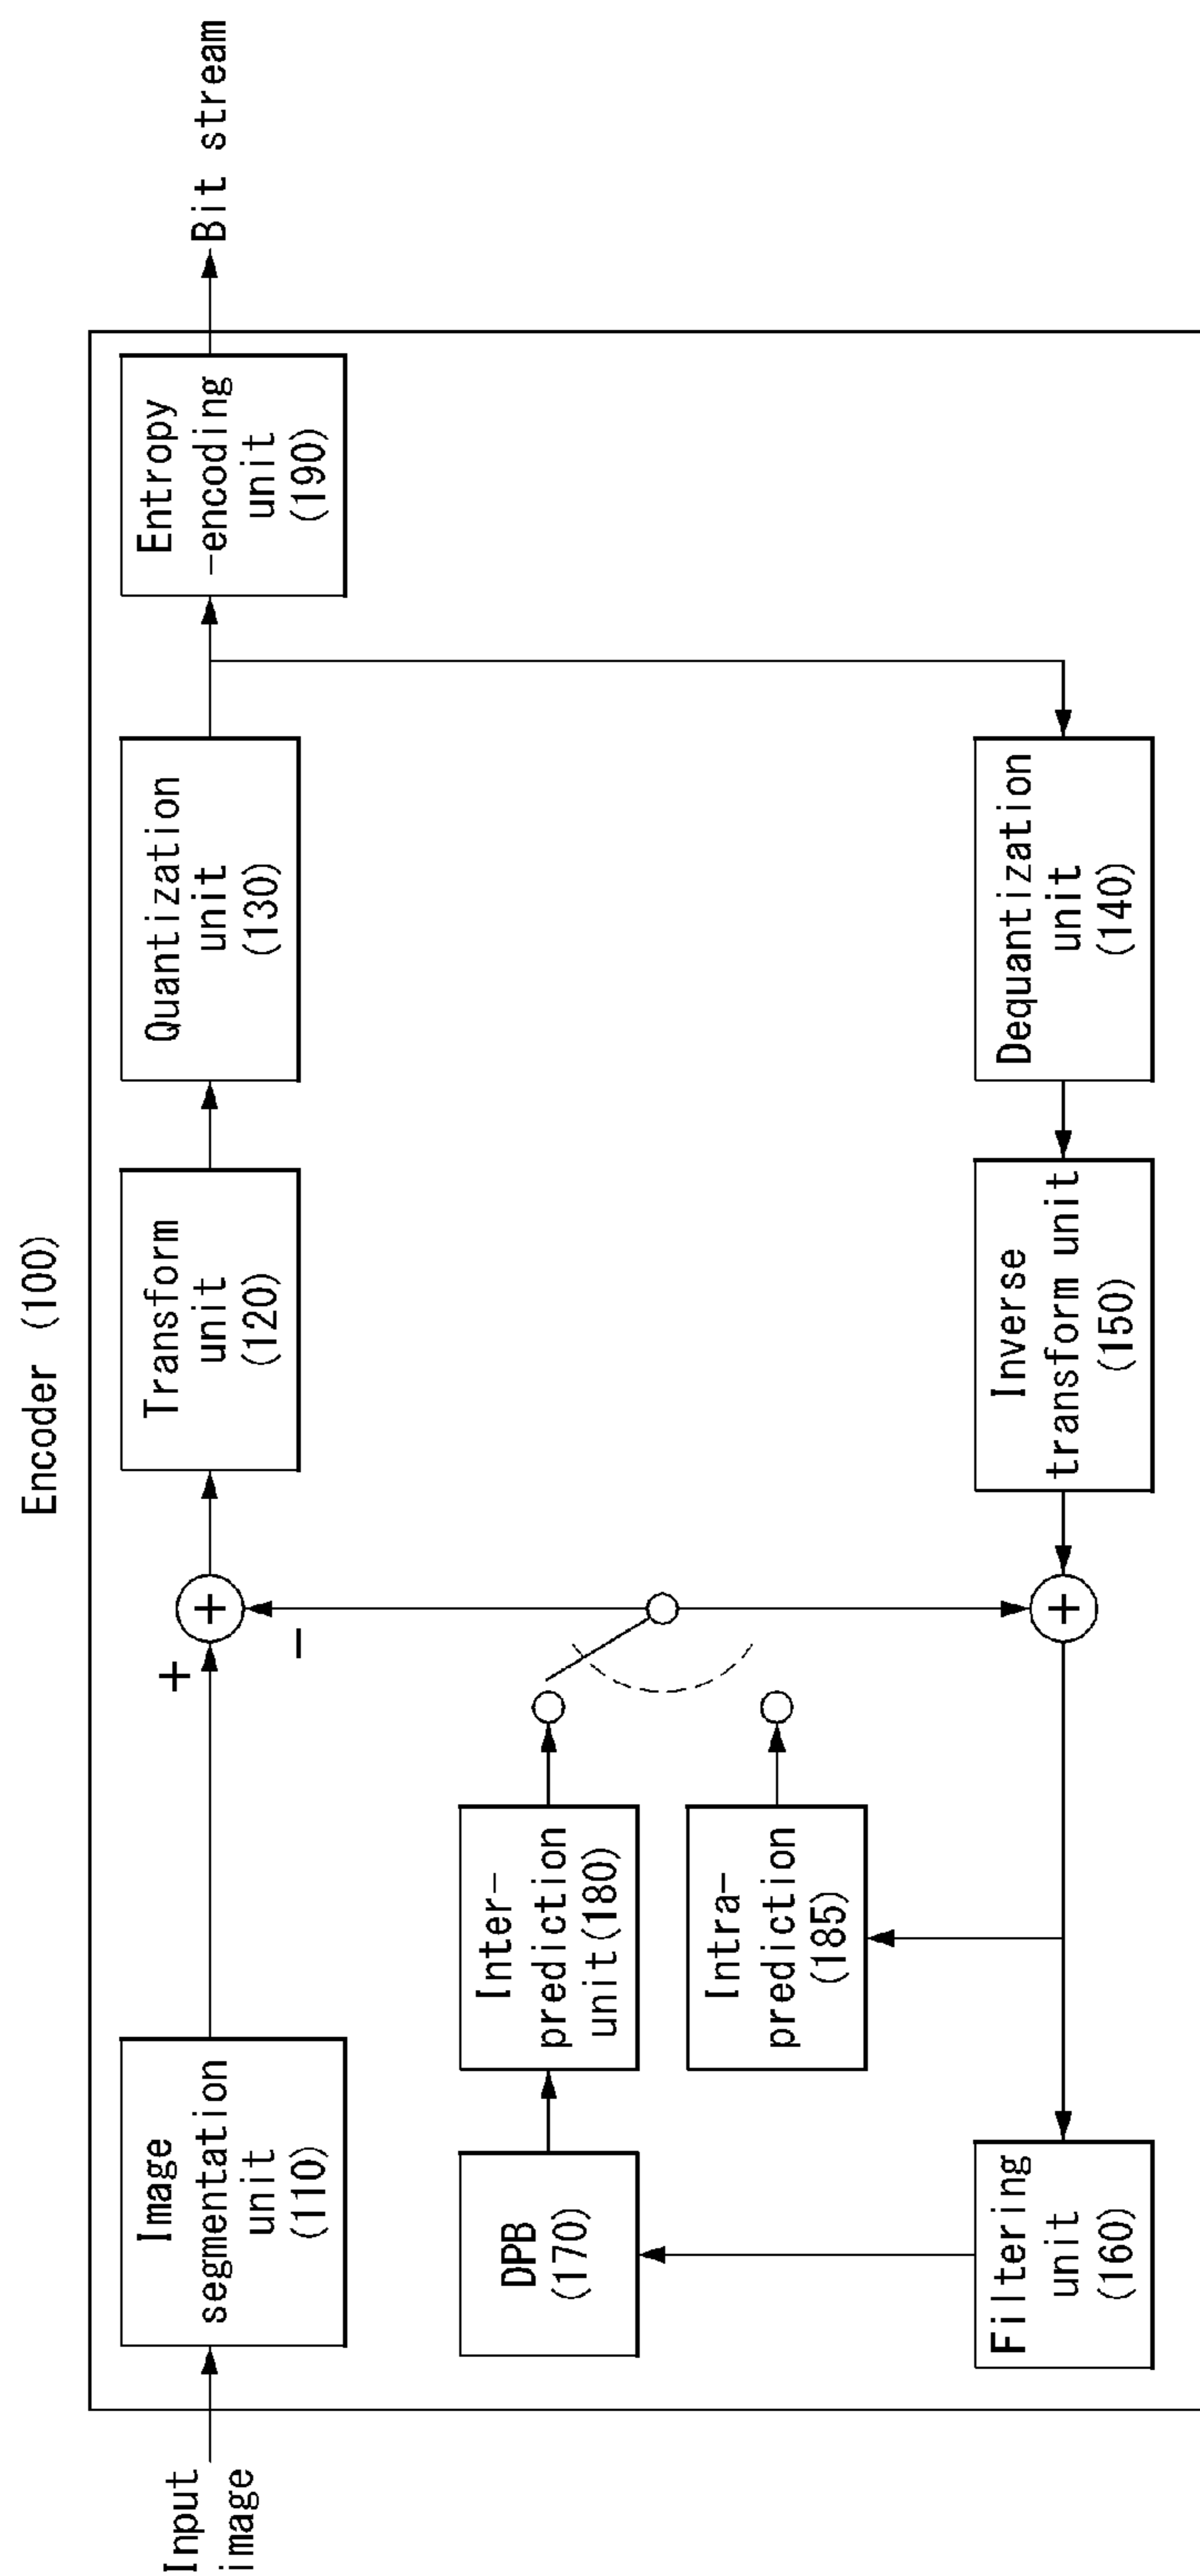 Encoder (100)
Input
image
Image
segmentation
unit
(110)
+
−
+
Transform
unit
(120)
Quantization
unit
(130)
Entropy
-encoding
unit
(190)
Bit stream
DPB
(170)
Inter-
prediction
unit(180)
Intra-
prediction
(185)
Filtering
unit
(160)
+
Inverse
transform unit
(150)
Dequantization
unit
(140)